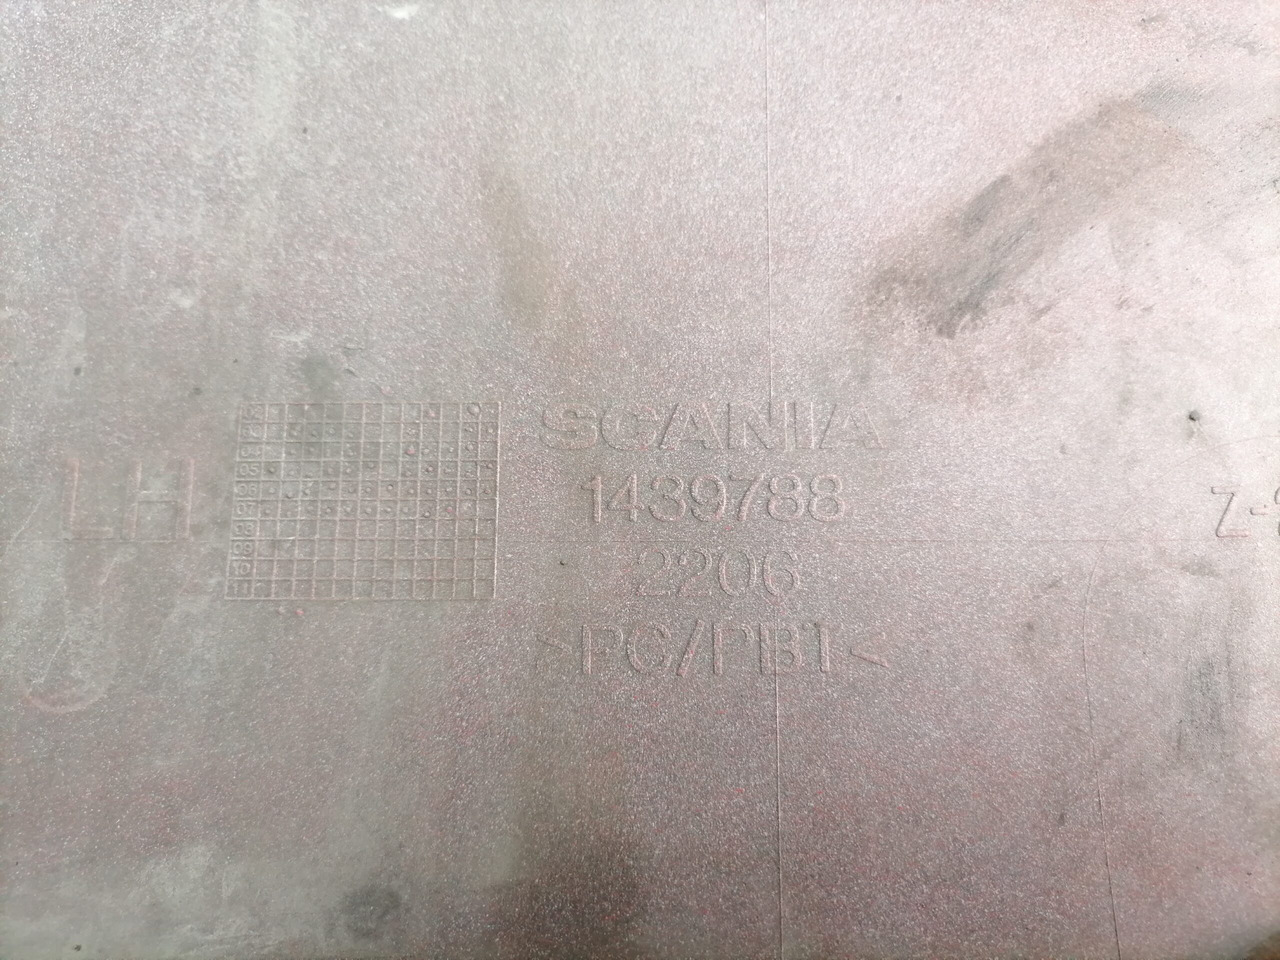 LH
SCANIA
1439788
2206
>PC/PBT<
Z-